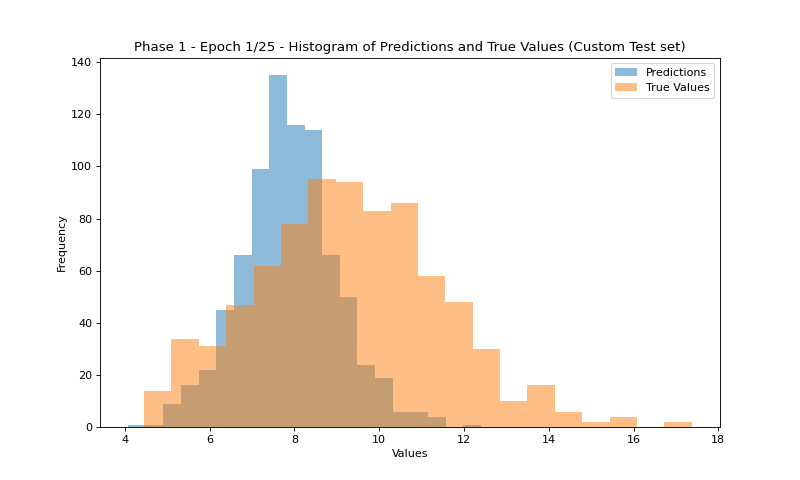 Phase 1 - Epoch 1/25 - Histogram of Predictions and True Values (Custom Test set)
Predictions
True Values
Frequency
140
120
100
80
60
40
20
0
4 6 8 10 12 14 16 18
Values